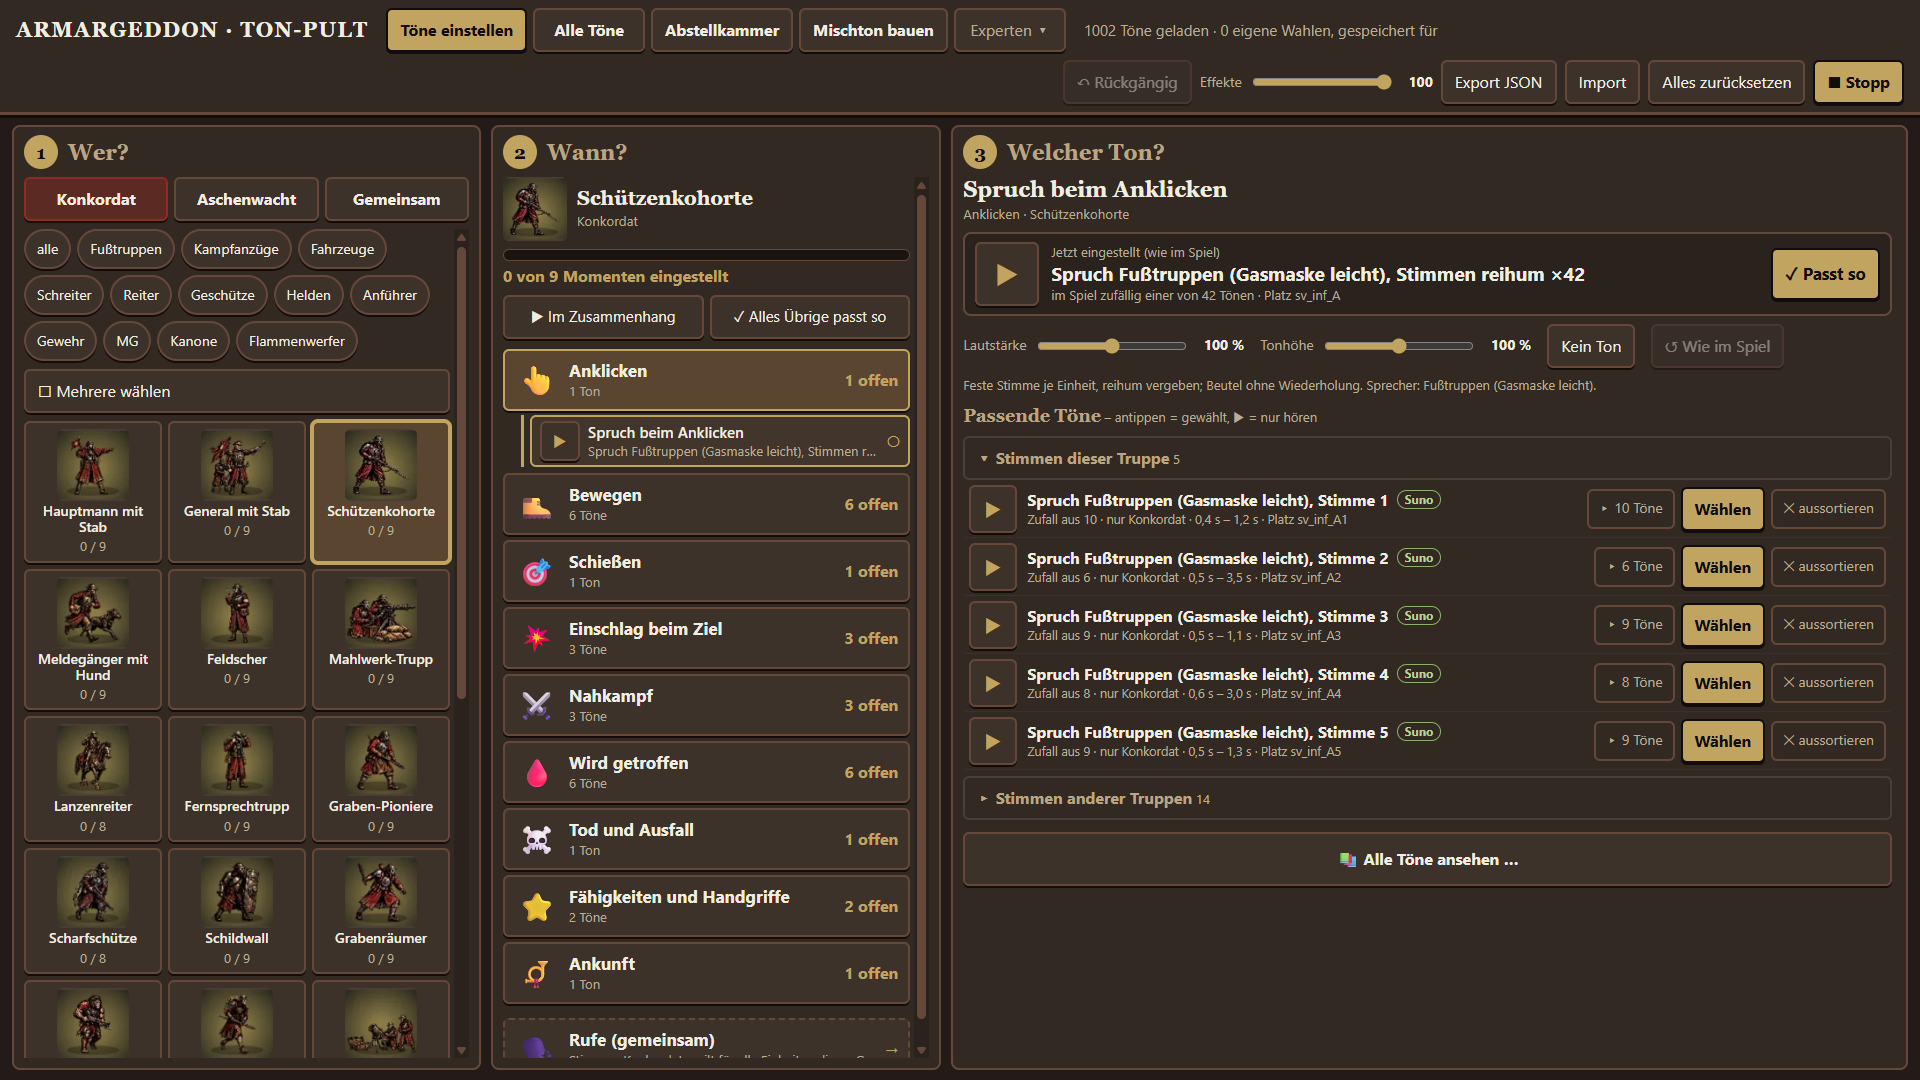 ARMARGEDDON · TON-PULT
Töne einstellen
Alle Töne
Abstellkammer
Mischton bauen
Experten ▾
1002 Töne geladen · 0 eigene Wahlen, gespeichert für
↶ Rückgängig
Effekte
100
Export JSON
Import
Alles zurücksetzen
■ Stopp
1 Wer?
Konkordat
Aschenwacht
Gemeinsam
alle
Fußtruppen
Kampfanzüge
Fahrzeuge
Schreiter
Reiter
Geschütze
Helden
Anführer
Gewehr
MG
Kanone
Flammenwerfer
☐ Mehrere wählen
Hauptmann mit Stab
0 / 9
General mit Stab
0 / 9
Schützenkohorte
0 / 9
Meldegänger mit Hund
0 / 9
Feldscher
0 / 9
Mahlwerk-Trupp
0 / 9
Lanzenreiter
0 / 8
Fernsprechtrupp
0 / 9
Graben-Pioniere
0 / 9
Scharfschütze
0 / 8
Schildwall
0 / 9
Grabenräumer
0 / 9
2 Wann?
Schützenkohorte
Konkordat
0 von 9 Momenten eingestellt
▶ Im Zusammenhang
✓ Alles Übrige passt so
Anklicken
1 Ton
1 offen
Spruch beim Anklicken
Spruch Fußtruppen (Gasmaske leicht), Stimmen r...
Bewegen
6 Töne
6 offen
Schießen
1 Ton
1 offen
Einschlag beim Ziel
3 Töne
3 offen
Nahkampf
3 Töne
3 offen
Wird getroffen
6 Töne
6 offen
Tod und Ausfall
1 Ton
1 offen
Fähigkeiten und Handgriffe
2 Töne
2 offen
Ankunft
1 Ton
1 offen
Rufe (gemeinsam)
→
3 Welcher Ton?
Spruch beim Anklicken
Anklicken · Schützenkohorte
Jetzt eingestellt (wie im Spiel)
Spruch Fußtruppen (Gasmaske leicht), Stimmen reihum ×42
im Spiel zufällig einer von 42 Tönen · Platz sv_inf_A
✓ Passt so
Lautstärke
100 %
Tonhöhe
100 %
Kein Ton
↺ Wie im Spiel
Feste Stimme je Einheit, reihum vergeben; Beutel ohne Wiederholung. Sprecher: Fußtruppen (Gasmaske leicht).
Passende Töne – antippen = gewählt, ▶ = nur hören
▾ Stimmen dieser Truppe 5
Spruch Fußtruppen (Gasmaske leicht), Stimme 1 Suno
Zufall aus 10 · nur Konkordat · 0,4 s – 1,2 s · Platz sv_inf_A1
▸ 10 Töne
Wählen
✕ aussortieren
Spruch Fußtruppen (Gasmaske leicht), Stimme 2 Suno
Zufall aus 6 · nur Konkordat · 0,5 s – 3,5 s · Platz sv_inf_A2
▸ 6 Töne
Wählen
✕ aussortieren
Spruch Fußtruppen (Gasmaske leicht), Stimme 3 Suno
Zufall aus 9 · nur Konkordat · 0,5 s – 1,1 s · Platz sv_inf_A3
▸ 9 Töne
Wählen
✕ aussortieren
Spruch Fußtruppen (Gasmaske leicht), Stimme 4 Suno
Zufall aus 8 · nur Konkordat · 0,6 s – 3,0 s · Platz sv_inf_A4
▸ 8 Töne
Wählen
✕ aussortieren
Spruch Fußtruppen (Gasmaske leicht), Stimme 5 Suno
Zufall aus 9 · nur Konkordat · 0,5 s – 1,3 s · Platz sv_inf_A5
▸ 9 Töne
Wählen
✕ aussortieren
▸ Stimmen anderer Truppen 14
Alle Töne ansehen ...